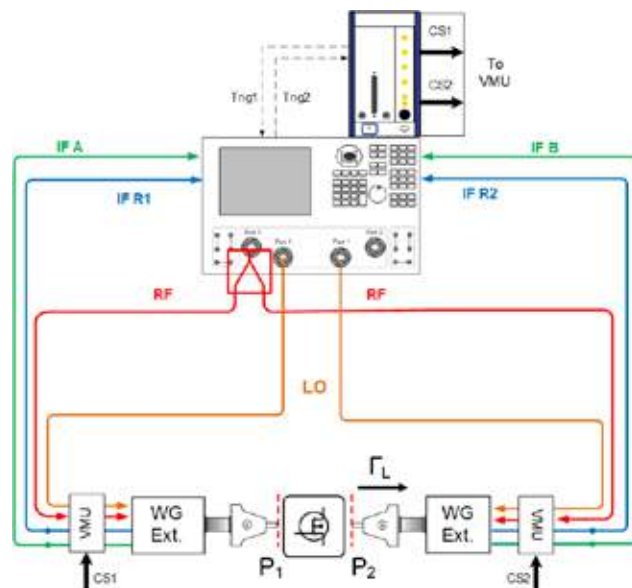 CS1
To
VMU
CS2
Trig1
Trig2
IF A
IF B
IF R1
IF R2
RF
RF
LO
Γ_L
VMU
WG
Ext.
WG
Ext.
VMU
P₁
P₂
CS1
CS2